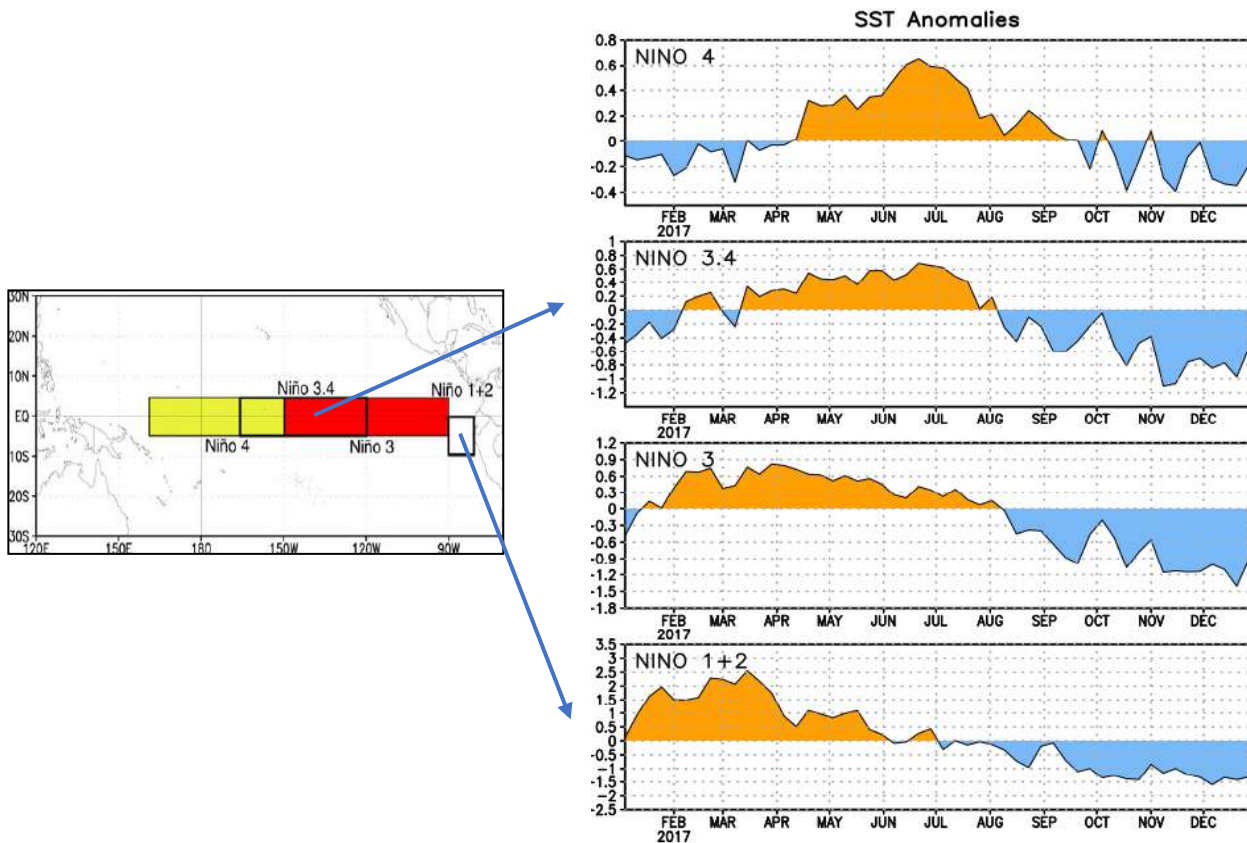 SST Anomalies
NINO 4
0.8
0.6
0.4
0.2
0
-0.2
-0.4
FEB MAR APR MAY JUN JUL AUG SEP OCT NOV DEC
2017
NINO 3.4
1
0.8
0.6
0.4
0.2
0
-0.2
-0.4
-0.6
-0.8
-1
-1.2
FEB MAR APR MAY JUN JUL AUG SEP OCT NOV DEC
2017
30N
20N
10N
EQ
10S
20S
30S
120E 150E 180 150W 120W 90W
Niño 3.4
Niño 1+2
Niño 4
Niño 3
NINO 3
1.2
0.9
0.6
0.3
0
-0.3
-0.6
-0.9
-1.2
-1.5
-1.8
FEB MAR APR MAY JUN JUL AUG SEP OCT NOV DEC
2017
NINO 1+2
3.5
3
2.5
2
1.5
1
0.5
0
-0.5
-1
-1.5
-2
-2.5
FEB MAR APR MAY JUN JUL AUG SEP OCT NOV DEC
2017